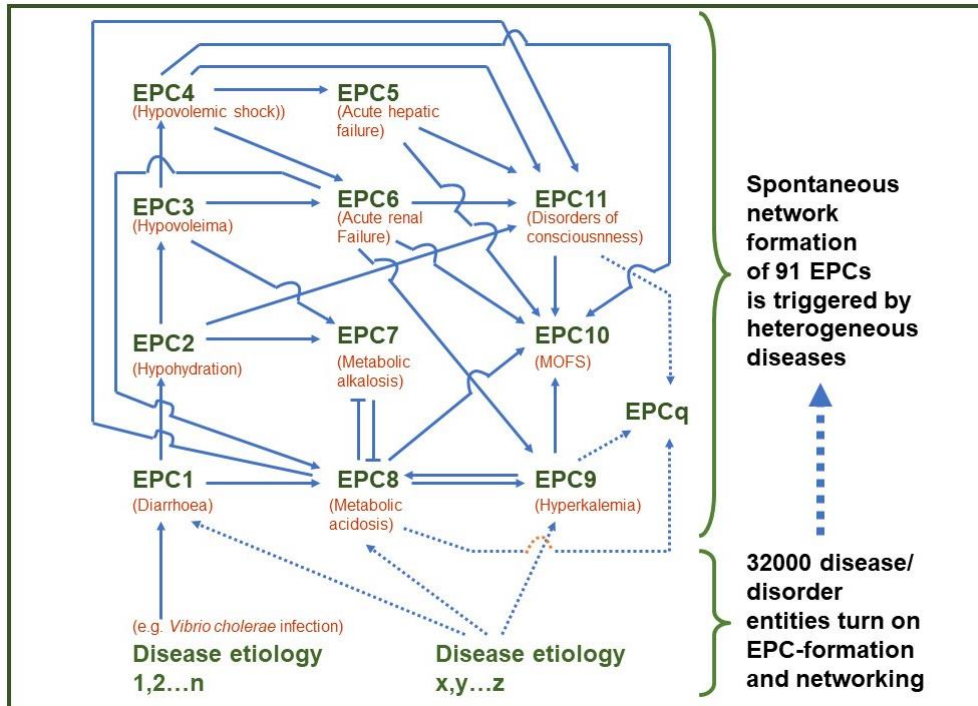 EPC4
(Hypovolemic shock))
EPC5
(Acute hepatic
failure)
EPC3
(Hypovoleima)
EPC6
(Acute renal
Failure)
EPC11
(Disorders of
consciousnness)
EPC2
(Hypohydration)
EPC7
(Metabolic
alkalosis)
EPC10
(MOFS)
EPCq
EPC1
(Diarrhoea)
EPC8
(Metabolic
acidosis)
EPC9
(Hyperkalemia)
(e.g. Vibrio cholerae infection)
Disease etiology
1,2...n
Disease etiology
x,y...z
Spontaneous
network
formation
of 91 EPCs
is triggered by
heterogeneous
diseases
32000 disease/
disorder
entities turn on
EPC-formation
and networking